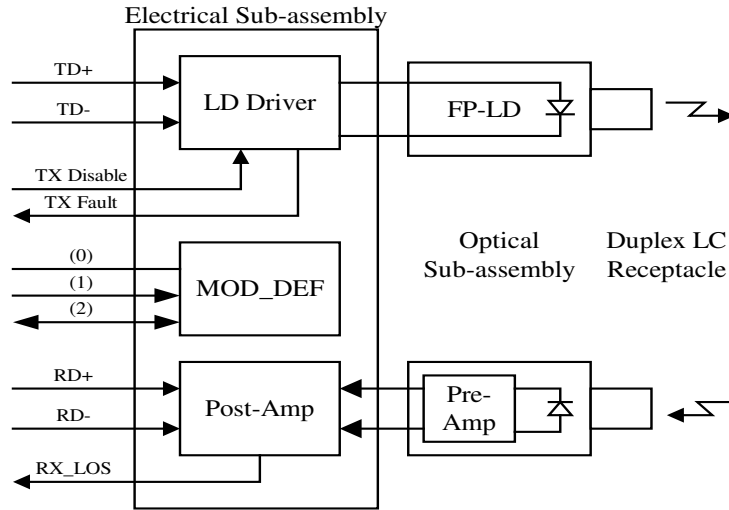 Electrical Sub-assembly
TD+
LD Driver
FP-LD
TD-
TX Disable
TX Fault
Optical
Sub-assembly
Duplex LC
Receptacle
(0)
(1)
MOD_DEF
(2)
RD+
Post-Amp
Pre-
Amp
RD-
RX_LOS